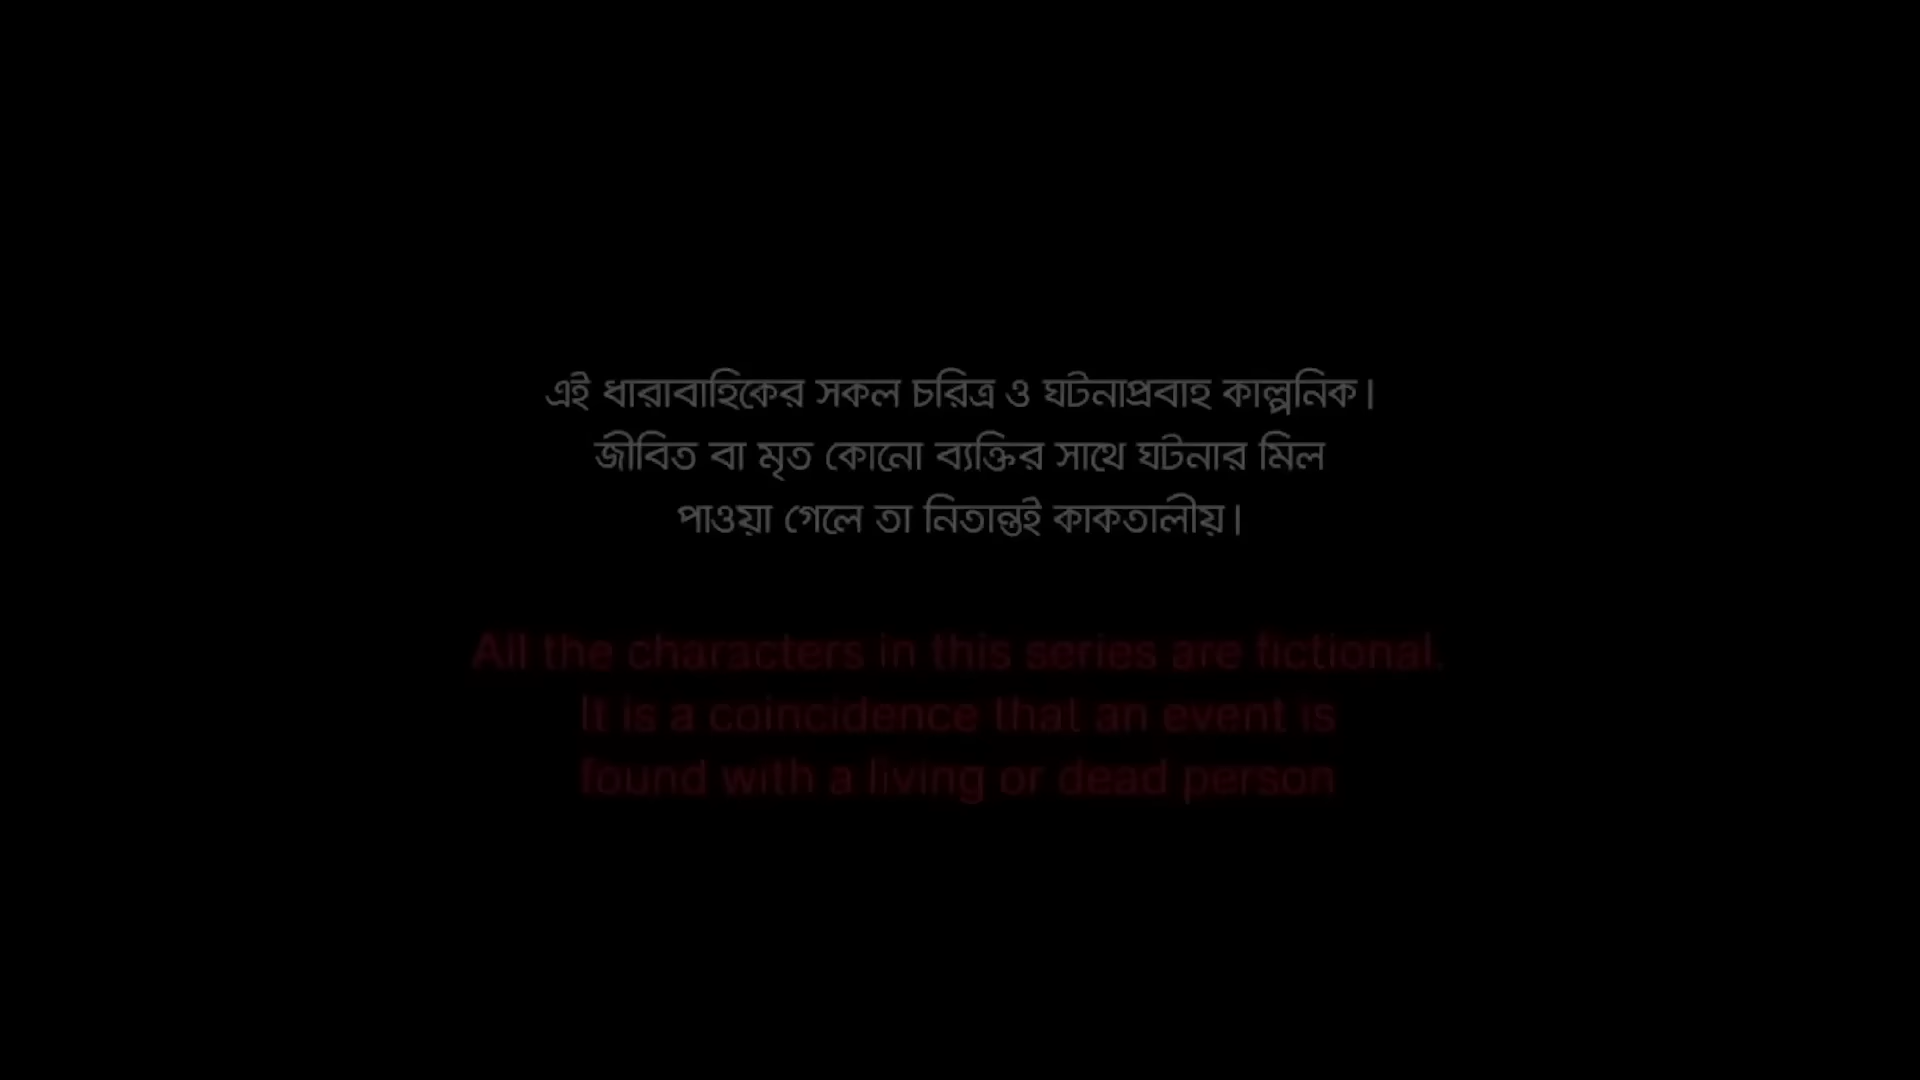 এই ধারাবাহিকের সকল চরিত্র ও ঘটনাপ্রবাহ কাল্পনিক।
জীবিত বা মৃত কোনো ব্যক্তির সাথে ঘটনার মিল
পাওয়া গেলে তা নিতান্তই কাকতালীয়।
All the characters in this series are fictional.
It is a coincidence that an event is
found with a living or dead person